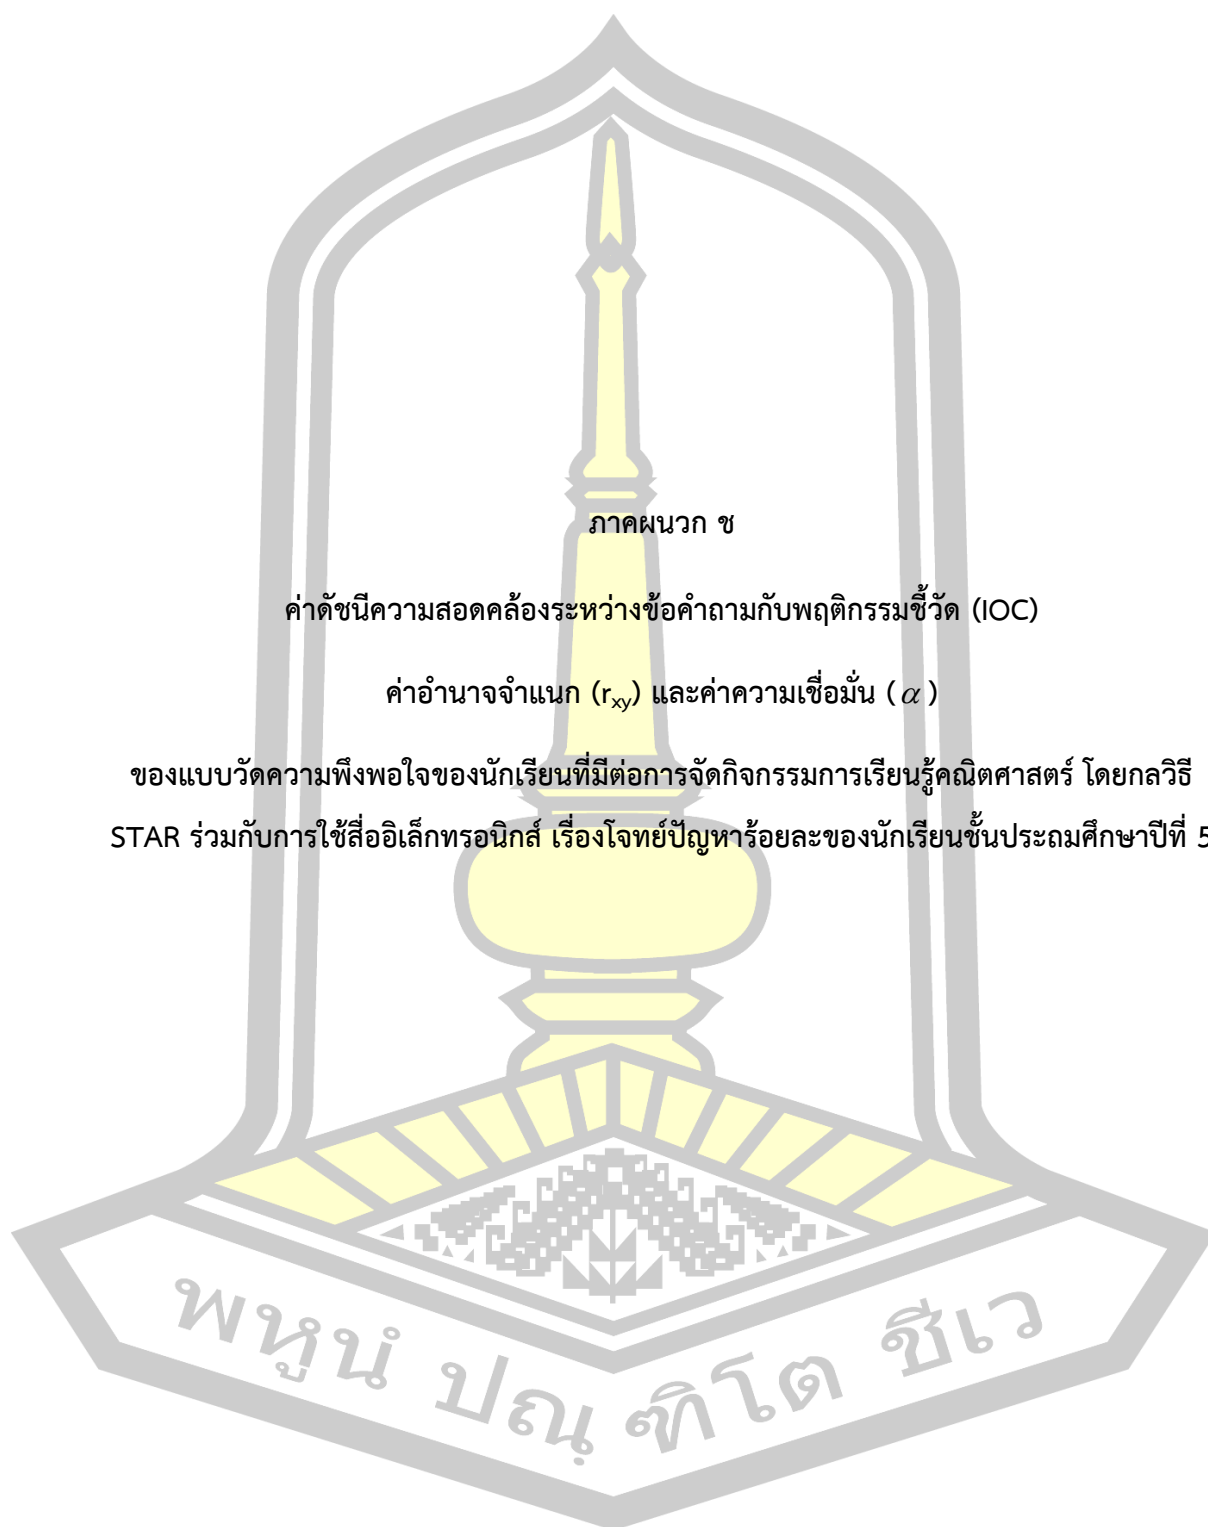 ภาคผนวก ช
ค่าดัชนีความสอดคล้องระหว่างข้อคำถามกับพฤติกรรมชี้วัด (IOC)
ค่าอำนาจจำแนก (rxy) และค่าความเชื่อมั่น (α)
ของแบบวัดความพึงพอใจของนักเรียนที่มีต่อการจัดกิจกรรมการเรียนรู้คณิตศาสตร์ โดยกลวิธี
STAR ร่วมกับการใช้สื่ออิเล็กทรอนิกส์ เรื่องโจทย์ปัญหาร้อยละของนักเรียนชั้นประถมศึกษาปีที่ 5
พหูนํ ปณฺฑิโต ชีเว